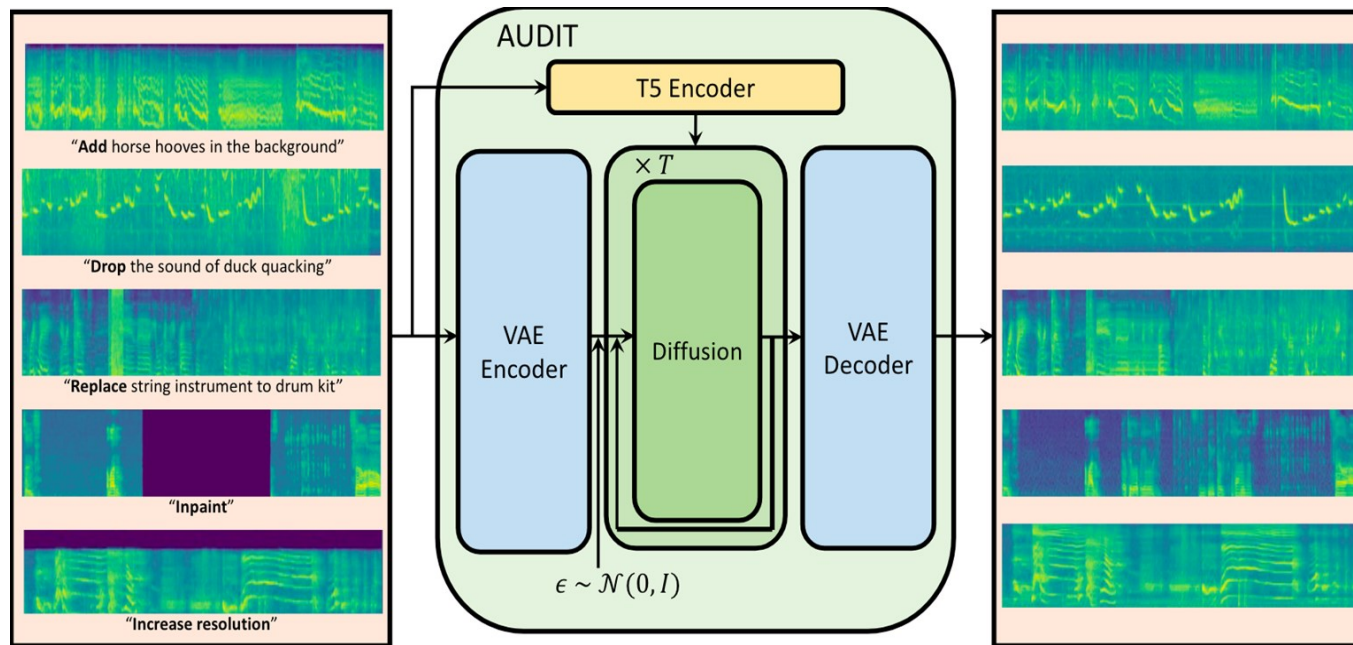 AUDIT
T5 Encoder
“Add horse hooves in the background”
× T
“Drop the sound of duck quacking”
VAE
Encoder
Diffusion
VAE
Decoder
“Replace string instrument to drum kit”
“Inpaint”
ϵ ~ 𝒩(0, I)
“Increase resolution”